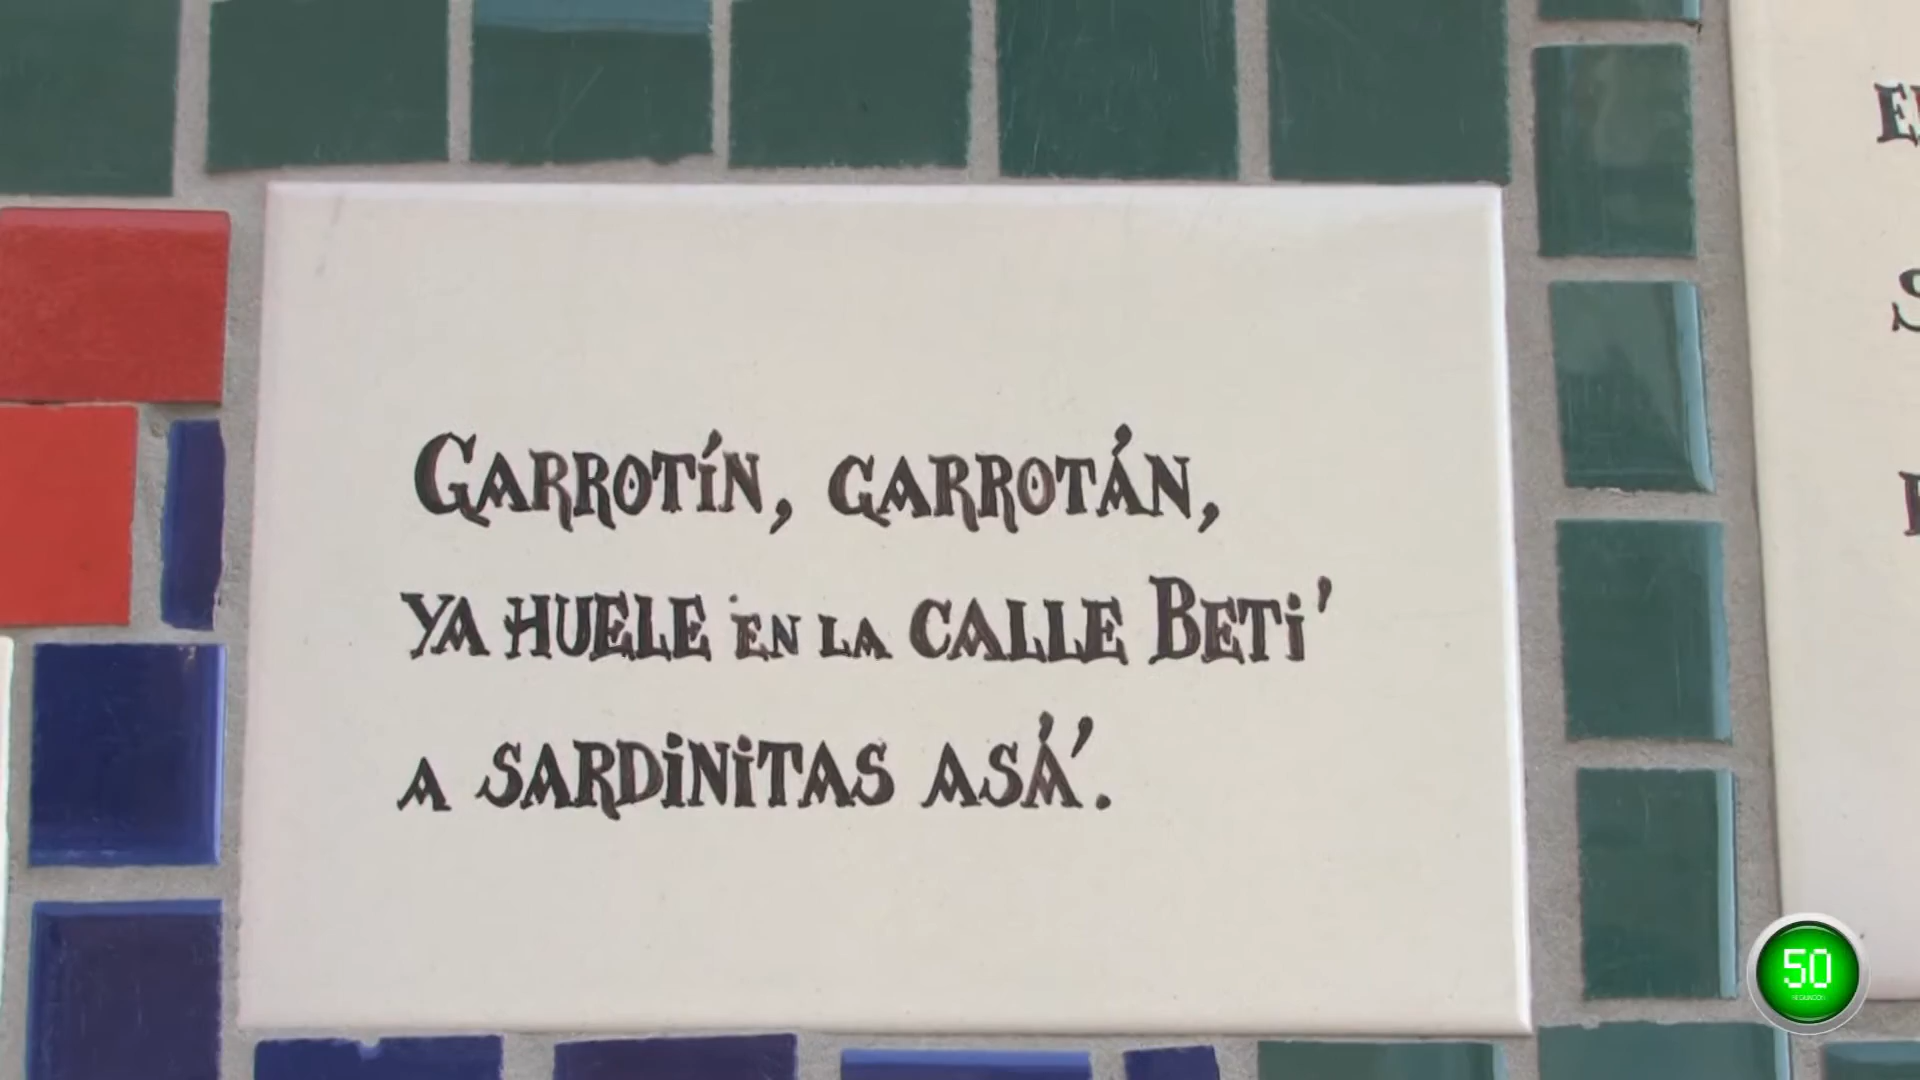 Garrotín, garrotán,
ya huele en la calle Beti'
a sardinitas asá'.
50